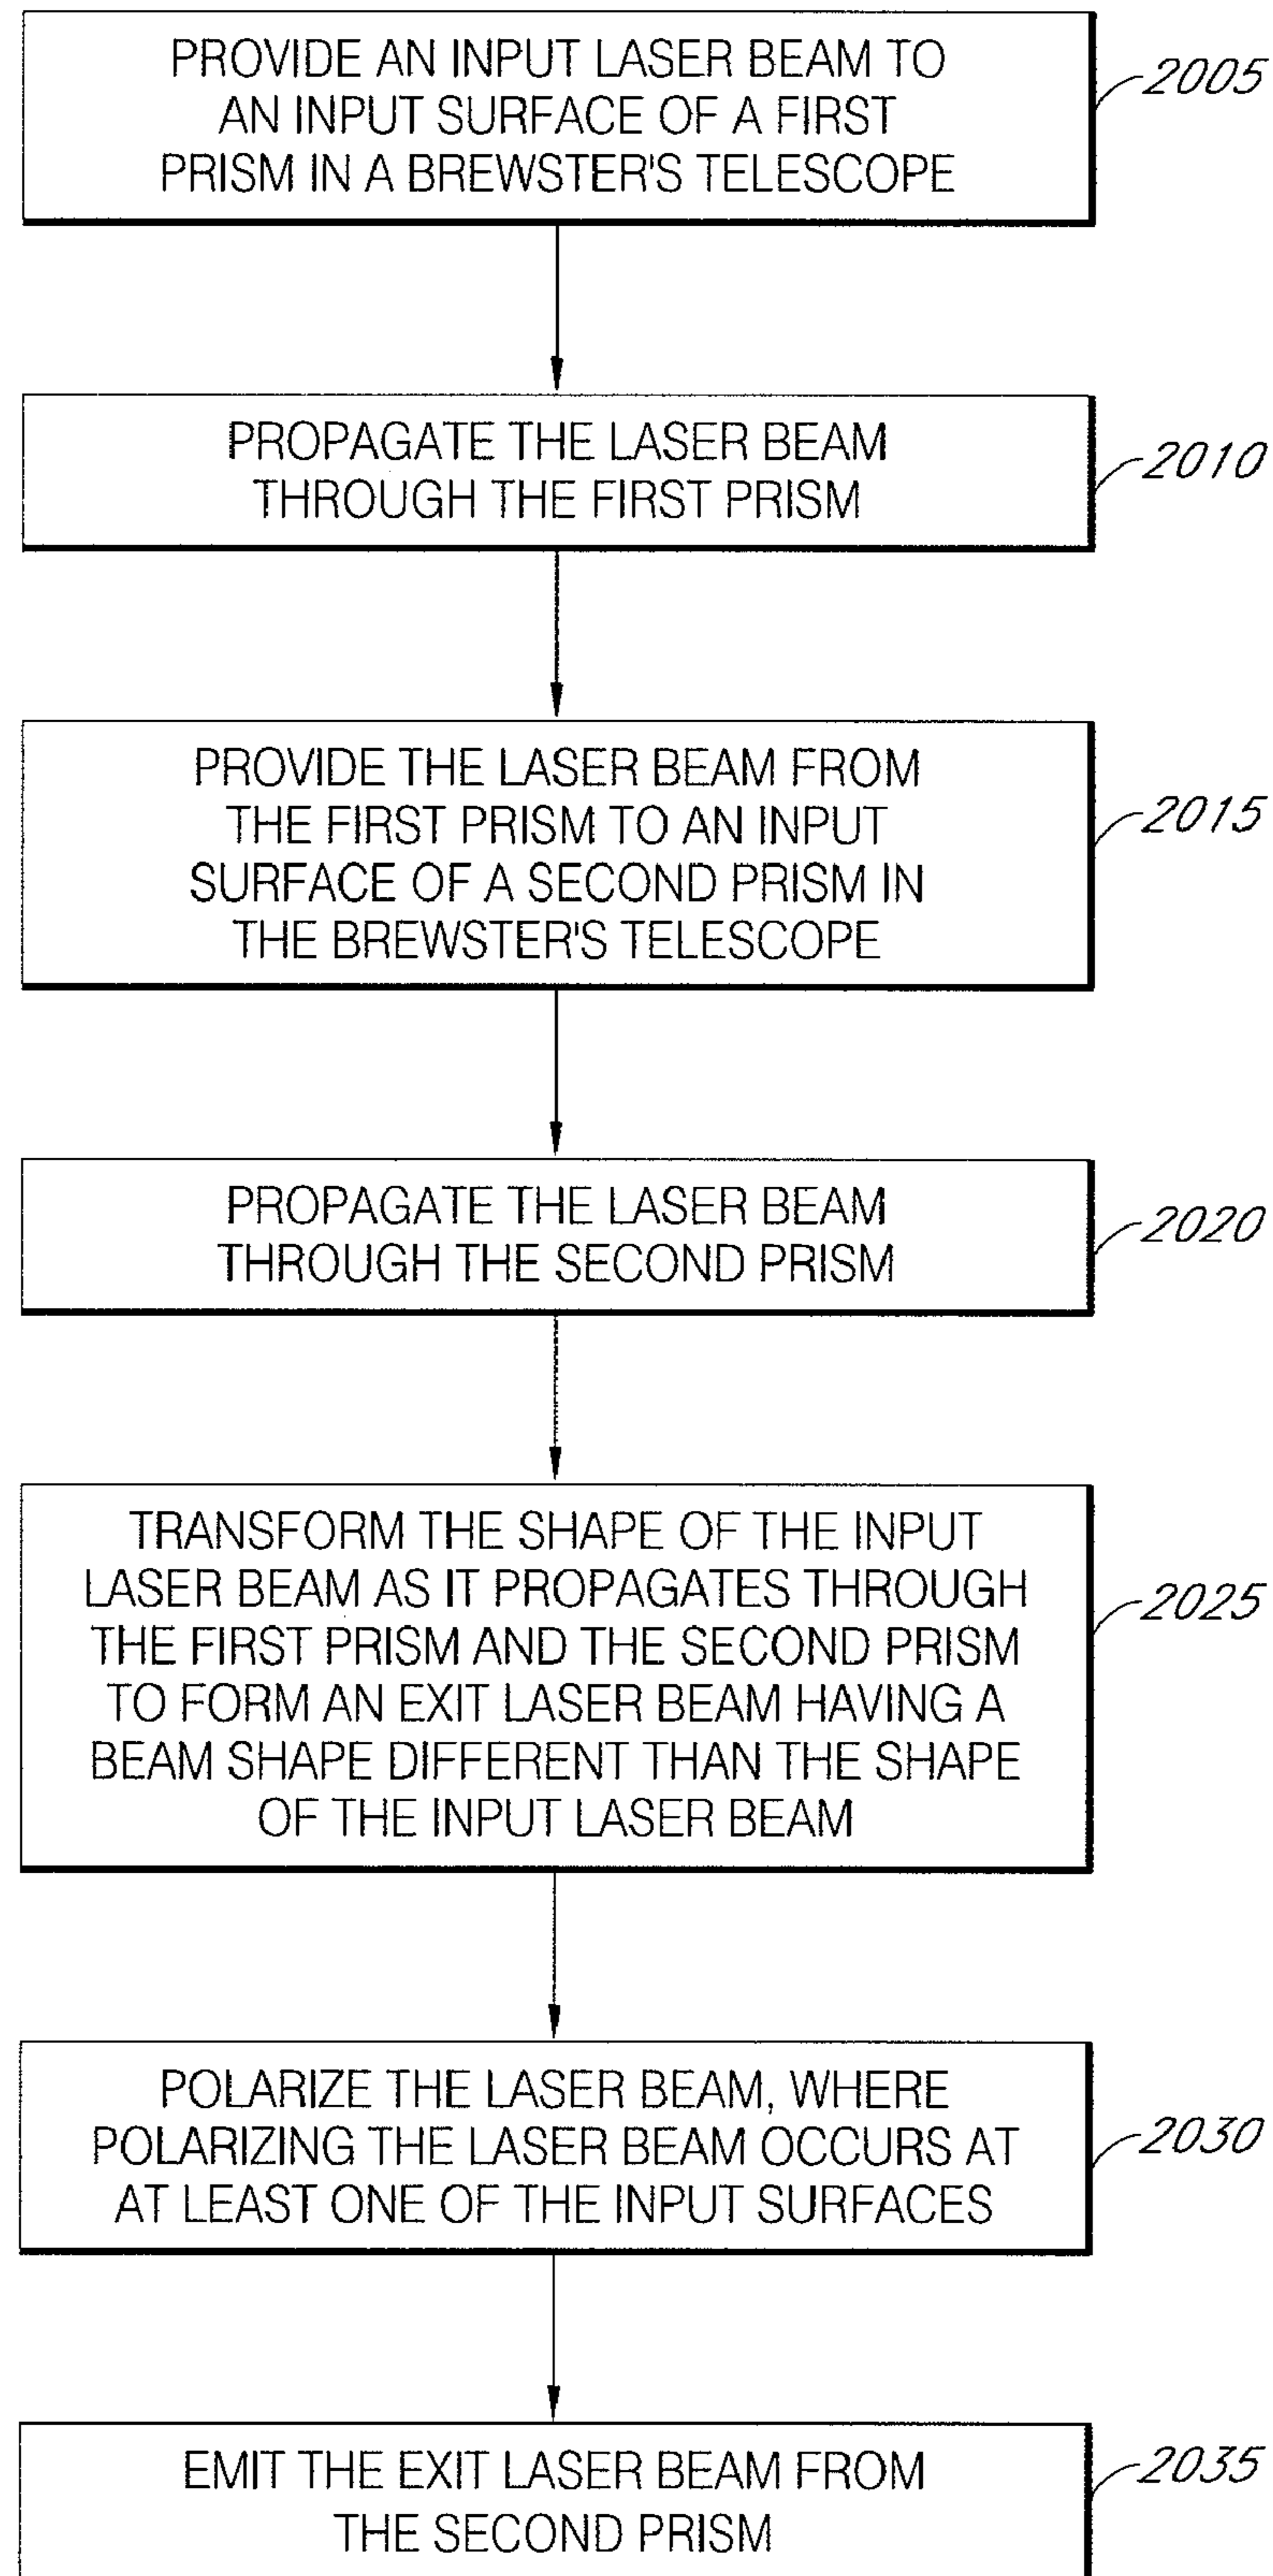 PROVIDE AN INPUT LASER BEAM TO
AN INPUT SURFACE OF A FIRST
PRISM IN A BREWSTER'S TELESCOPE
2005
PROPAGATE THE LASER BEAM
THROUGH THE FIRST PRISM
2010
PROVIDE THE LASER BEAM FROM
THE FIRST PRISM TO AN INPUT
SURFACE OF A SECOND PRISM IN
THE BREWSTER'S TELESCOPE
2015
PROPAGATE THE LASER BEAM
THROUGH THE SECOND PRISM
2020
TRANSFORM THE SHAPE OF THE INPUT
LASER BEAM AS IT PROPAGATES THROUGH
THE FIRST PRISM AND THE SECOND PRISM
TO FORM AN EXIT LASER BEAM HAVING A
BEAM SHAPE DIFFERENT THAN THE SHAPE
OF THE INPUT LASER BEAM
2025
POLARIZE THE LASER BEAM, WHERE
POLARIZING THE LASER BEAM OCCURS AT
AT LEAST ONE OF THE INPUT SURFACES
2030
EMIT THE EXIT LASER BEAM FROM
THE SECOND PRISM
2035